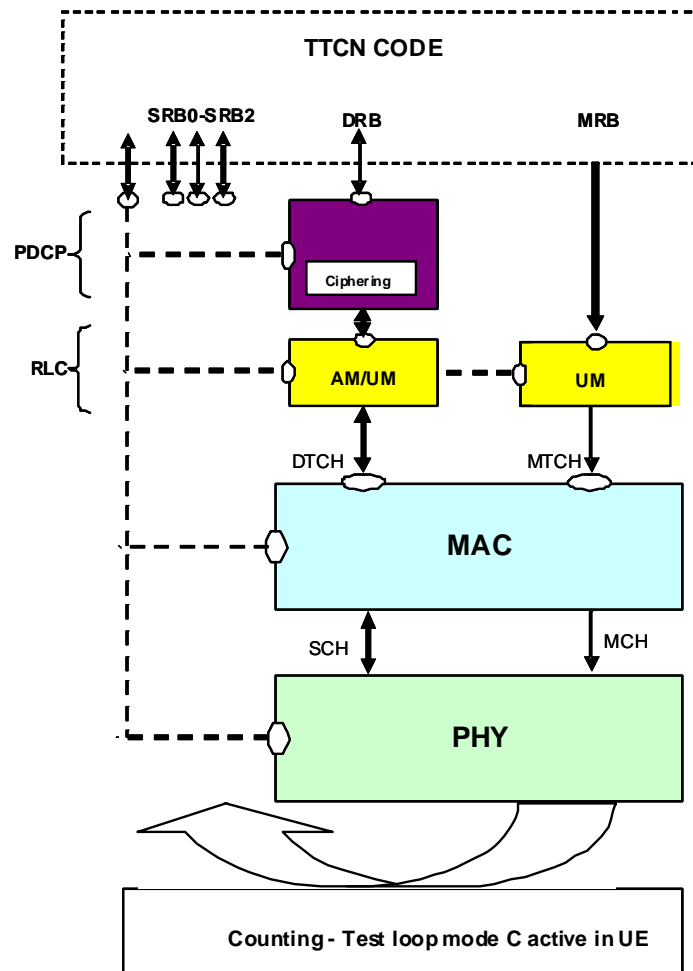 TTCN CODE
SRB0-SRB2
DRB
MRB
PDCP
Ciphering
RLC
AM/UM
UM
DTCH
MTCH
MAC
SCH
MCH
PHY
Counting - Test loop mode C active in UE